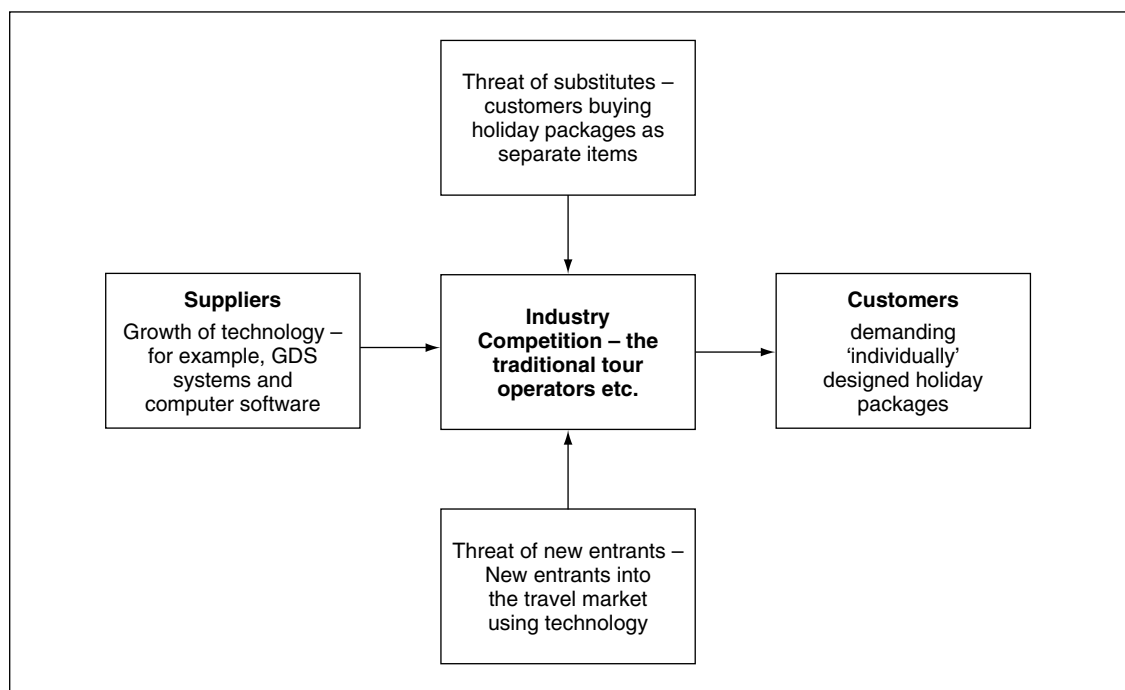 Threat of substitutes –
customers buying
holiday packages as
separate items
Suppliers
Growth of technology –
for example, GDS
systems and
computer software
Industry
Competition – the
traditional tour
operators etc.
Customers
demanding
‘individually’
designed holiday
packages
Threat of new entrants –
New entrants into
the travel market
using technology